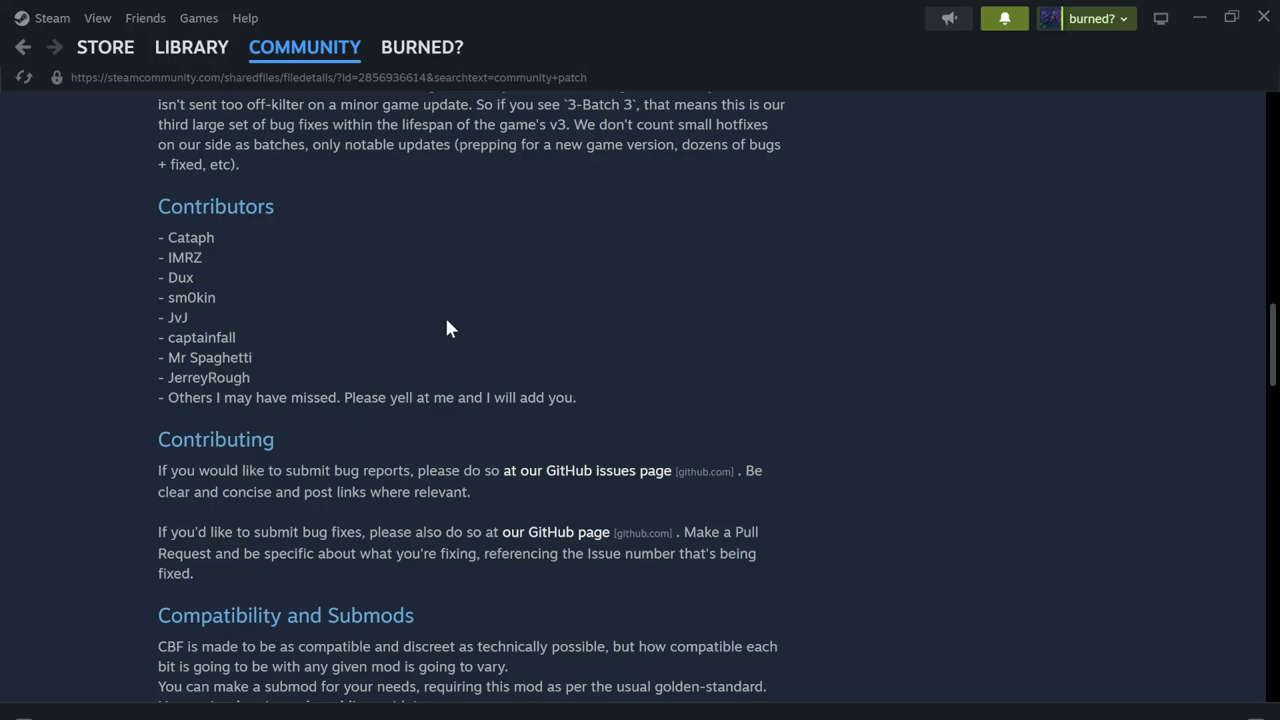 Steam View Friends Games Help
burned?
STORE LIBRARY COMMUNITY BURNED?
https://steamcommunity.com/sharedfiles/filedetails/?id=2856936614&searchtext=community+patch
isn't sent too off-kilter on a minor game update. So if you see `3-Batch 3`, that means this is our
third large set of bug fixes within the lifespan of the game's v3. We don't count small hotfixes
on our side as batches, only notable updates (prepping for a new game version, dozens of bugs
+ fixed, etc).
Contributors
- Cataph
- IMRZ
- Dux
- sm0kin
- JvJ
- captainfall
- Mr Spaghetti
- JerreyRough
- Others I may have missed. Please yell at me and I will add you.
Contributing
If you would like to submit bug reports, please do so at our GitHub issues page [github.com] . Be
clear and concise and post links where relevant.
If you'd like to submit bug fixes, please also do so at our GitHub page [github.com] . Make a Pull
Request and be specific about what you're fixing, referencing the Issue number that's being
fixed.
Compatibility and Submods
CBF is made to be as compatible and discreet as technically possible, but how compatible each
bit is going to be with any given mod is going to vary.
You can make a submod for your needs, requiring this mod as per the usual golden-standard.